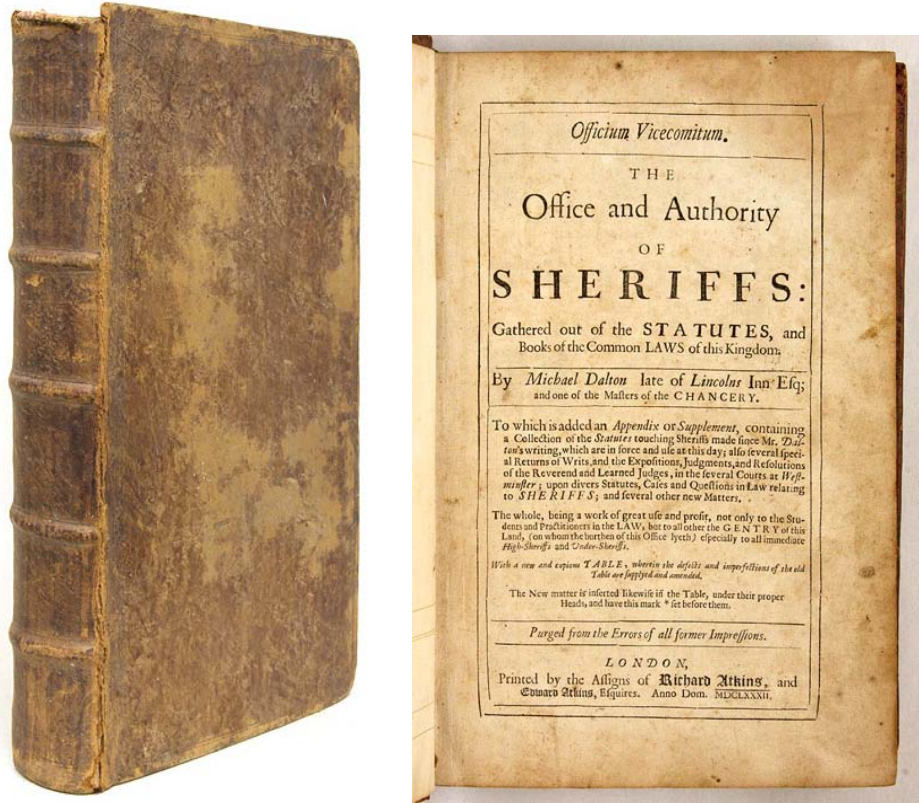 Officium Vicecomitum.
THE
Office and Authority
OF
SHERIFFS:
Gathered out of the STATUTES, and
Books of the Common LAWS of this Kingdom.
By Michael Dalton late of Lincolns Inn Esq;
and one of the Maſters of the CHANCERY.
To which is added an Appendix or Supplement, containing
a Collection of the Statutes touching Sheriffs made ſince Mr. Dal-
ton's writing, which are in force and uſe at this day; alſo ſeveral ſpeci-
al Returns of Writs, and the Expoſitions, Judgments, and Reſolutions
of the Reverend and Learned Judges, in the ſeveral Courts at Weſt-
minſter; upon divers Statutes, Caſes and Queſtions in Law relating
to SHERIFFS; and ſeveral other new Matters.
The whole, being a work of great uſe and profit, not only to the Stu-
dents and Practitioners in the LAW, but to all other the GENTRY of this
Land, (on whom the burthen of this Office lyeth) eſpecially to all immediate
High-Sheriffs and Under-Sheriffs.
With a new and copious TABLE, wherein the defects and imperfections of the old
Table are ſupplyed and amended.
The New matter is inſerted likewiſe in the Table, under their proper
Heads, and have this mark * ſet before them.
Purged from the Errors of all former Impreſſions.
LONDON,
Printed by the Aſſigns of Richard Atkins, and
Edward Atkins, Eſquires. Anno Dom. MDCLXXXII.